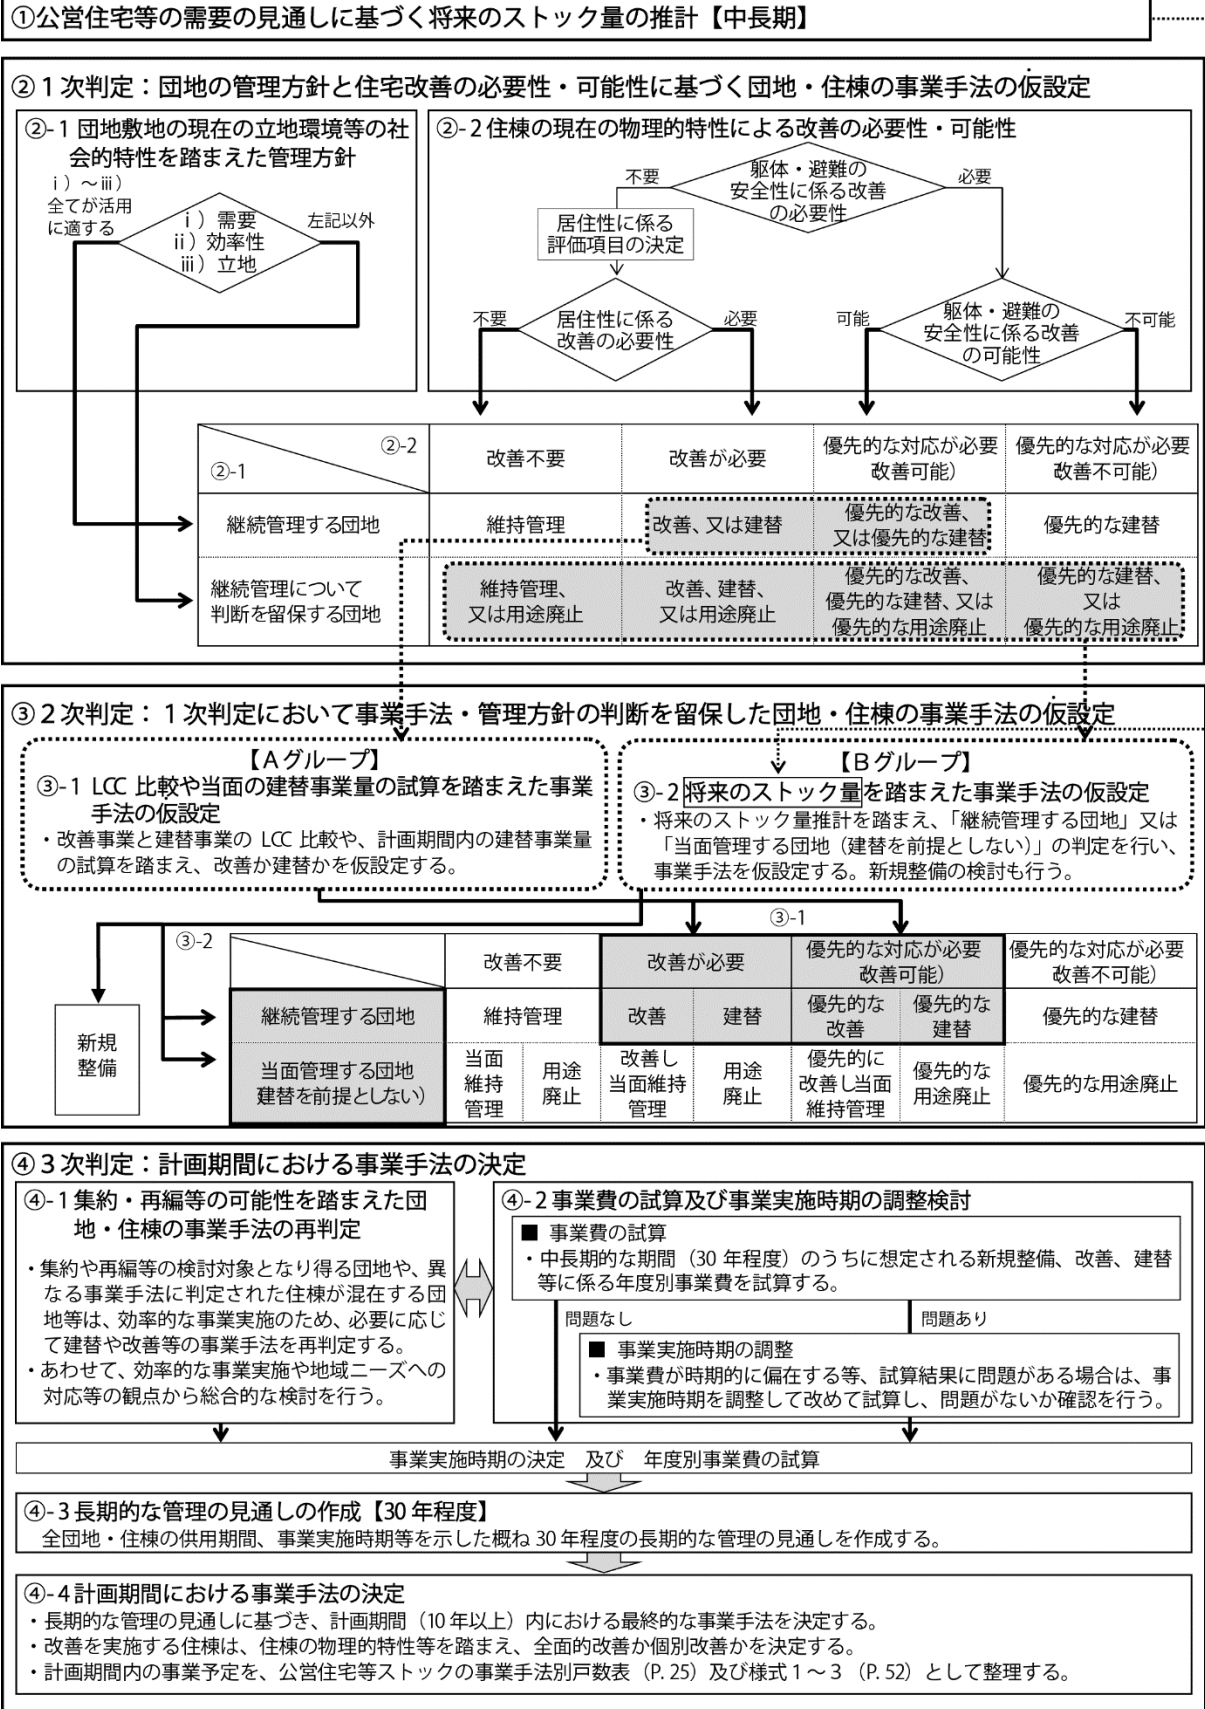 ①公営住宅等の需要の見通しに基づく将来のストック量の推計【中長期】
②１次判定：団地の管理方針と住宅改善の必要性・可能性に基づく団地・住棟の事業手法の仮設定
②-１団地敷地の現在の立地環境等の社
会的特性を踏まえた管理方針
ⅰ）～ⅲ）
全てが活用
に適する
ⅰ）需要
ⅱ）効率性
ⅲ）立地
左記以外
②-２住棟の現在の物理的特性による改善の必要性・可能性
不要
躯体・避難の
安全性に係る改善
の必要性
必要
居住性に係る
評価項目の決定
不要
居住性に係る
改善の必要性
必要
可能
躯体・避難の
安全性に係る改善
の可能性
不可能
②-2
②-1
改善不要
改善が必要
優先的な対応が必要
改善可能）
優先的な対応が必要
改善不可能）
継続管理する団地
維持管理
改善、又は建替
優先的な改善、
又は優先的な建替
優先的な建替
継続管理について
判断を留保する団地
維持管理、
又は用途廃止
改善、建替、
又は用途廃止
優先的な改善、
優先的な建替、又は
優先的な用途廃止
優先的な建替、
又は
優先的な用途廃止
③２次判定：１次判定において事業手法・管理方針の判断を留保した団地・住棟の事業手法の仮設定
【Ａグループ】
③-１ LCC 比較や当面の建替事業量の試算を踏まえた事業
手法の仮設定
・改善事業と建替事業の LCC 比較や、計画期間内の建替事業量
の試算を踏まえ、改善か建替かを仮設定する。
【Ｂグループ】
③-２将来のストック量を踏まえた事業手法の仮設定
・将来のストック量推計を踏まえ、「継続管理する団地」又は
「当面管理する団地（建替を前提としない）」の判定を行い、
事業手法を仮設定する。新規整備の検討も行う。
③-1
③-2
改善不要
改善が必要
優先的な対応が必要
改善可能）
優先的な対応が必要
改善不可能）
新規
整備
継続管理する団地
維持管理
改善
建替
優先的な
改善
優先的な
建替
優先的な建替
当面管理する団地
建替を前提としない）
当面
維持
管理
用途
廃止
改善し
当面維持
管理
用途
廃止
優先的に
改善し当面
維持管理
優先的な
用途廃止
優先的な用途廃止
④３次判定：計画期間における事業手法の決定
④-１集約・再編等の可能性を踏まえた団
地・住棟の事業手法の再判定
・集約や再編等の検討対象となり得る団地や、異
なる事業手法に判定された住棟が混在する団
地等は、効率的な事業実施のため、必要に応じ
て建替や改善等の事業手法を再判定する。
・あわせて、効率的な事業実施や地域ニーズへの
対応等の観点から総合的な検討を行う。
④-２事業費の試算及び事業実施時期の調整検討
■ 事業費の試算
・中長期的な期間（30 年程度）のうちに想定される新規整備、改善、建替
等に係る年度別事業費を試算する。
問題なし
問題あり
■ 事業実施時期の調整
・事業費が時期的に偏在する等、試算結果に問題がある場合は、事
業実施時期を調整して改めて試算し、問題がないか確認を行う。
事業実施時期の決定　及び　年度別事業費の試算
④-３長期的な管理の見通しの作成【30 年程度】
全団地・住棟の供用期間、事業実施時期等を示した概ね 30 年程度の長期的な管理の見通しを作成する。
④-４計画期間における事業手法の決定
・長期的な管理の見通しに基づき、計画期間（10 年以上）内における最終的な事業手法を決定する。
・改善を実施する住棟は、住棟の物理的特性等を踏まえ、全面的改善か個別改善かを決定する。
・計画期間内の事業予定を、公営住宅等ストックの事業手法別戸数表（P. 25）及び様式１～３（P. 52）として整理する。